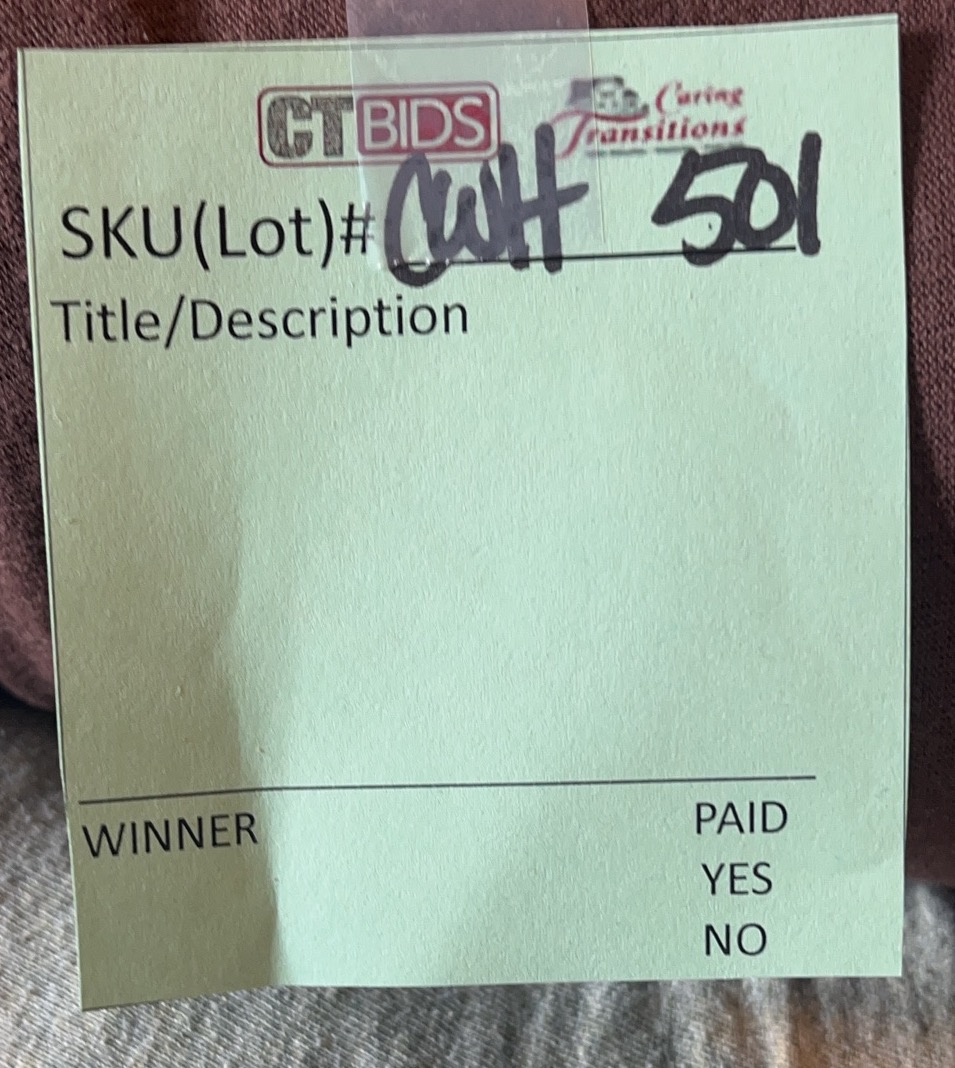 CTBIDS Caring Transitions
SKU(Lot)# CWH 501
Title/Description
WINNER PAID
YES
NO